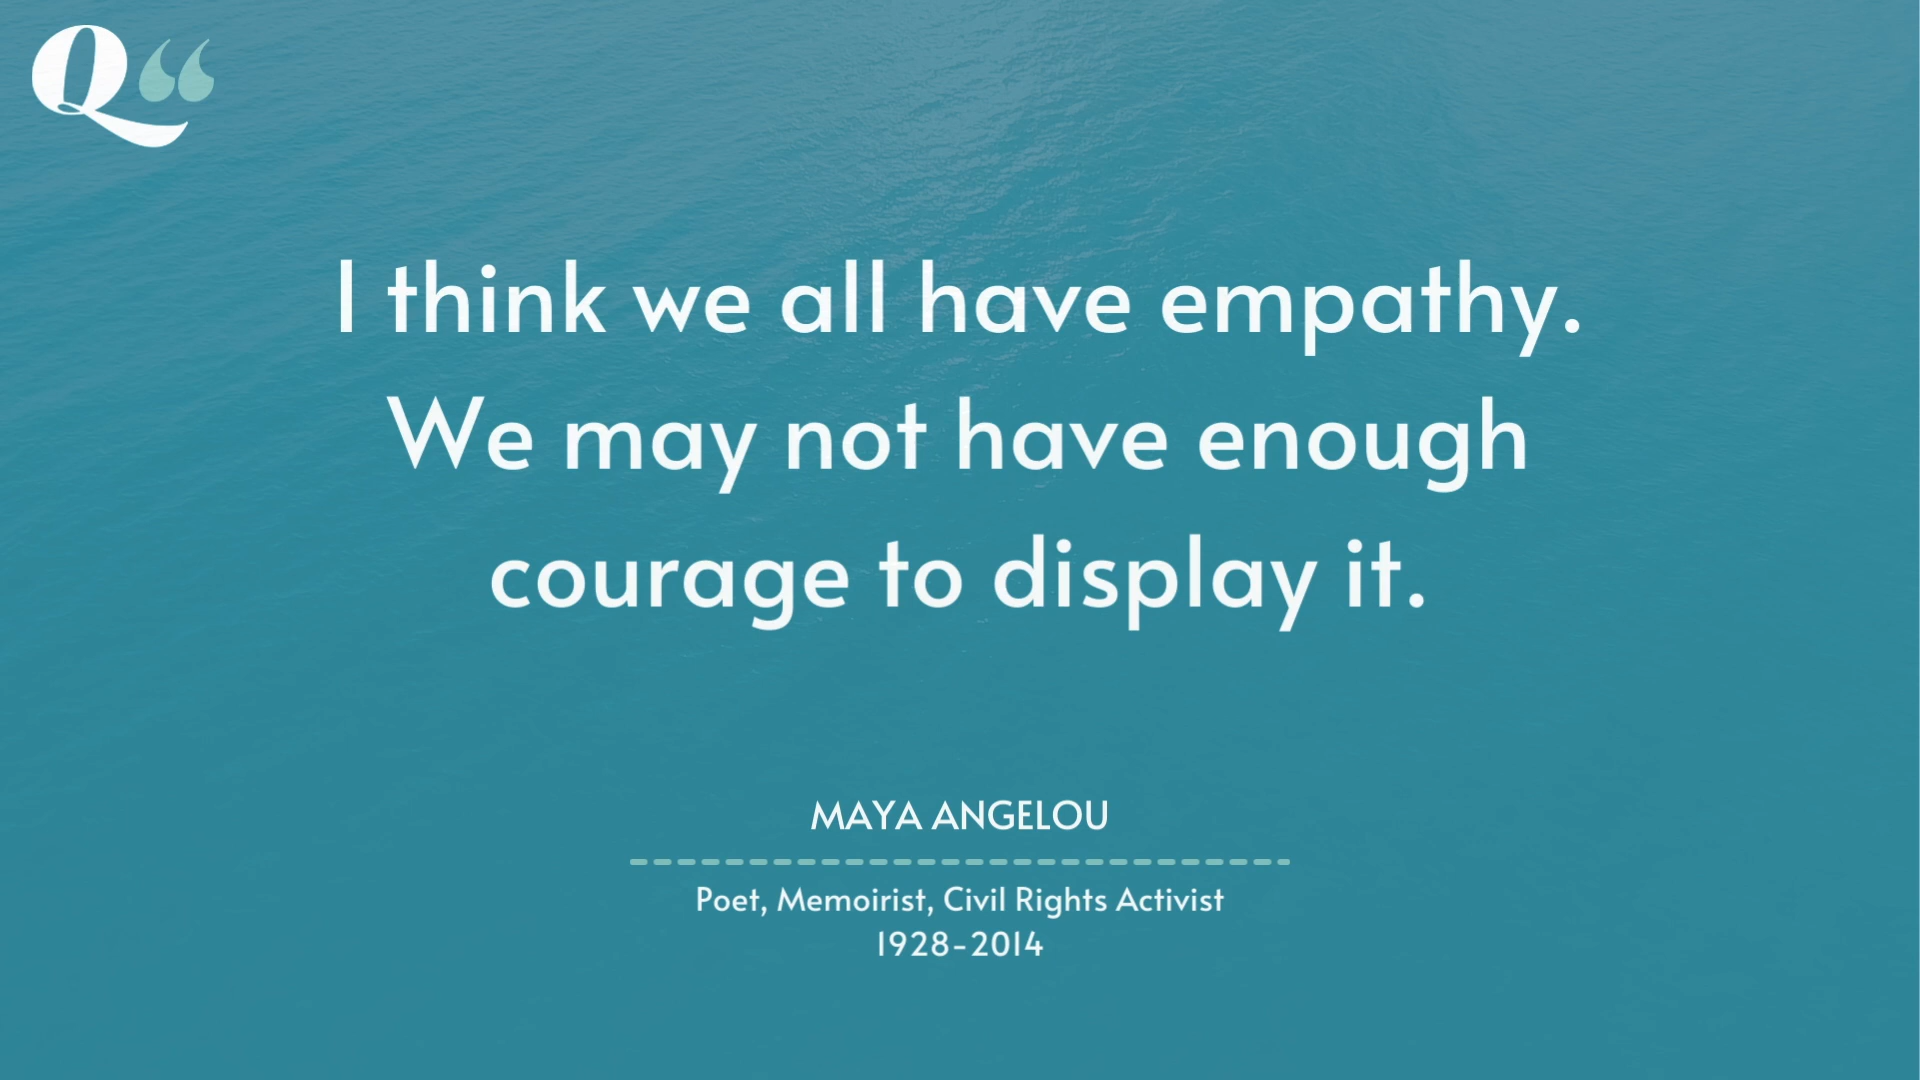 Q“
I think we all have empathy.
We may not have enough
courage to display it.
MAYA ANGELOU
Poet, Memoirist, Civil Rights Activist
1928-2014